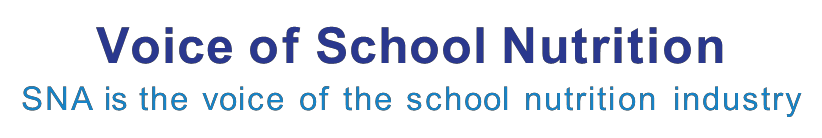 Voice of School Nutrition
SNA is the voice of the school nutrition industry